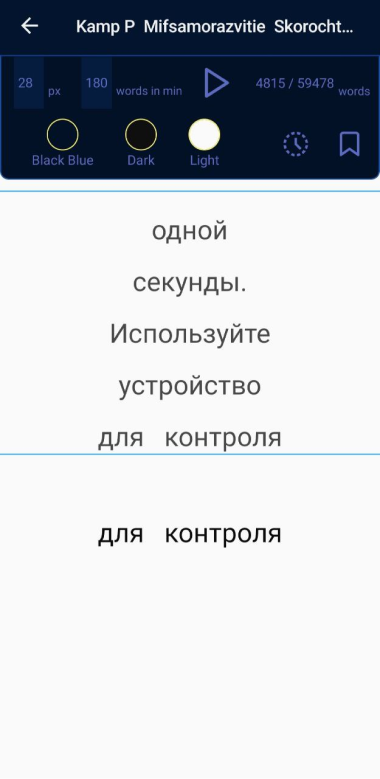 Kamp P Mifsamorazvitie Skorocht...
28 px 180 words in min 4815 / 59478 words
Black Blue Dark Light
одной
секунды.
Используйте
устройство
для контроля
для контроля